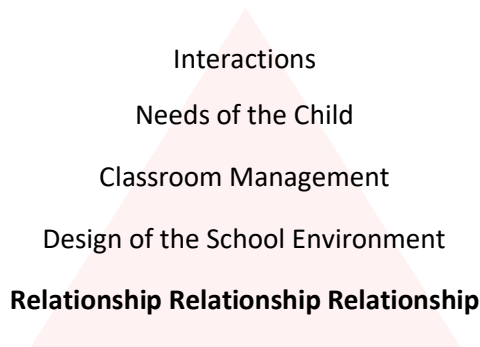 Interactions
Needs of the Child
Classroom Management
Design of the School Environment
Relationship Relationship Relationship